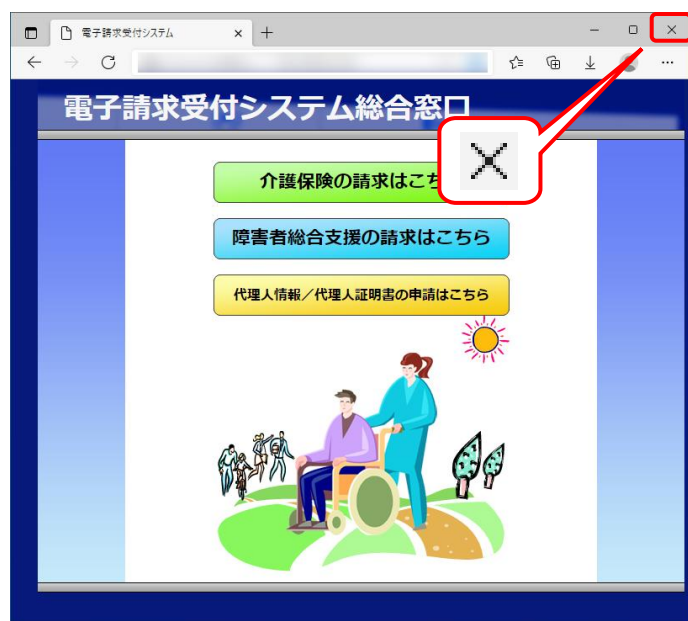 電子請求受付システム
電子請求受付システム総合窓口
介護保険の請求はこち
障害者総合支援の請求はこちら
代理人情報／代理人証明書の申請はこちら